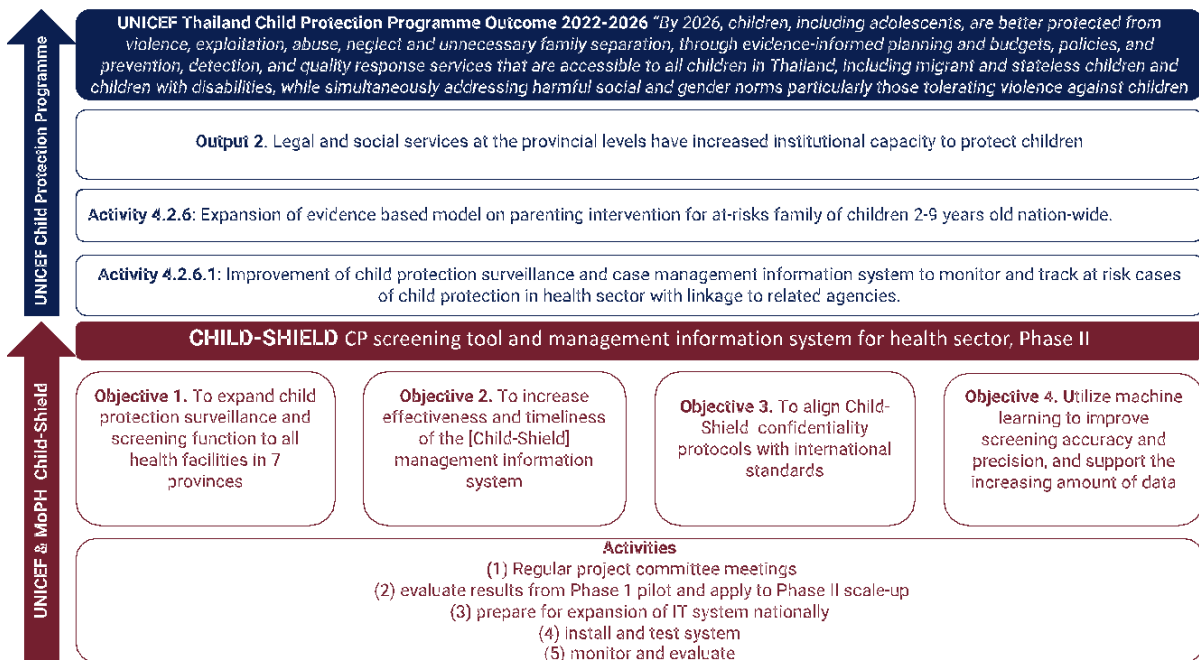 UNICEF Thailand Child Protection Programme Outcome 2022-2026 "By 2026, children, including adolescents, are better protected from
violence, exploitation, abuse, neglect and unnecessary family separation, through evidence-informed planning and budgets, policies, and
prevention, detection, and quality response services that are accessible to all children in Thailand, including migrant and stateless children and
children with disabilities, while simultaneously addressing harmful social and gender norms particularly those tolerating violence against children
UNICEF Child Protection Programme
Output 2. Legal and social services at the provincial levels have increased institutional capacity to protect children
Activity 4.2.6: Expansion of evidence based model on parenting intervention for at-risks family of children 2-9 years old nation-wide.
Activity 4.2.6.1: Improvement of child protection surveillance and case management information system to monitor and track at risk cases
of child protection in health sector with linkage to related agencies.
CHILD-SHIELD CP screening tool and management information system for health sector, Phase II
UNICEF & MoPH Child-Shield
Objective 1. To expand child
protection surveillance and
screening function to all
health facilities in 7
provinces
Objective 2. To increase
effectiveness and timeliness
of the [Child-Shield]
management information
system
Objective 3. To align Child-
Shield confidentiality
protocols with international
standards
Objective 4. Utilize machine
learning to improve
screening accuracy and
precision, and support the
increasing amount of data
Activities
(1) Regular project committee meetings
(2) evaluate results from Phase 1 pilot and apply to Phase II scale-up
(3) prepare for expansion of IT system nationally
(4) install and test system
(5) monitor and evaluate